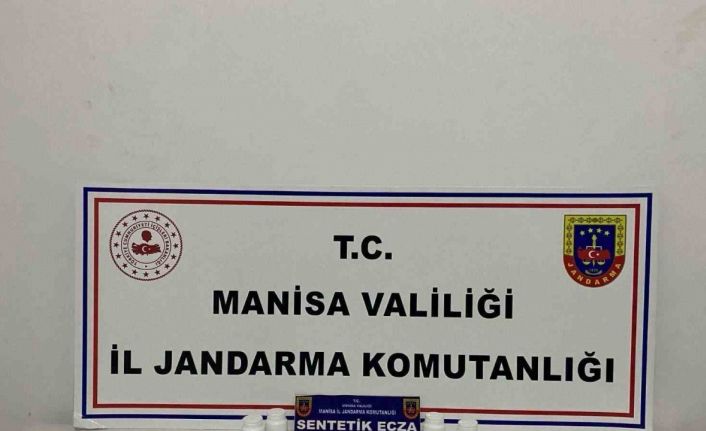 T.C.
MANİSA VALİLİĞİ
İL JANDARMA KOMUTANLIĞI
JANDARMA
T.C.
MANİSA VALİLİĞİ
MANİSA İL JANDARMA KOMUTANLIĞI
SENTETİK ECZA